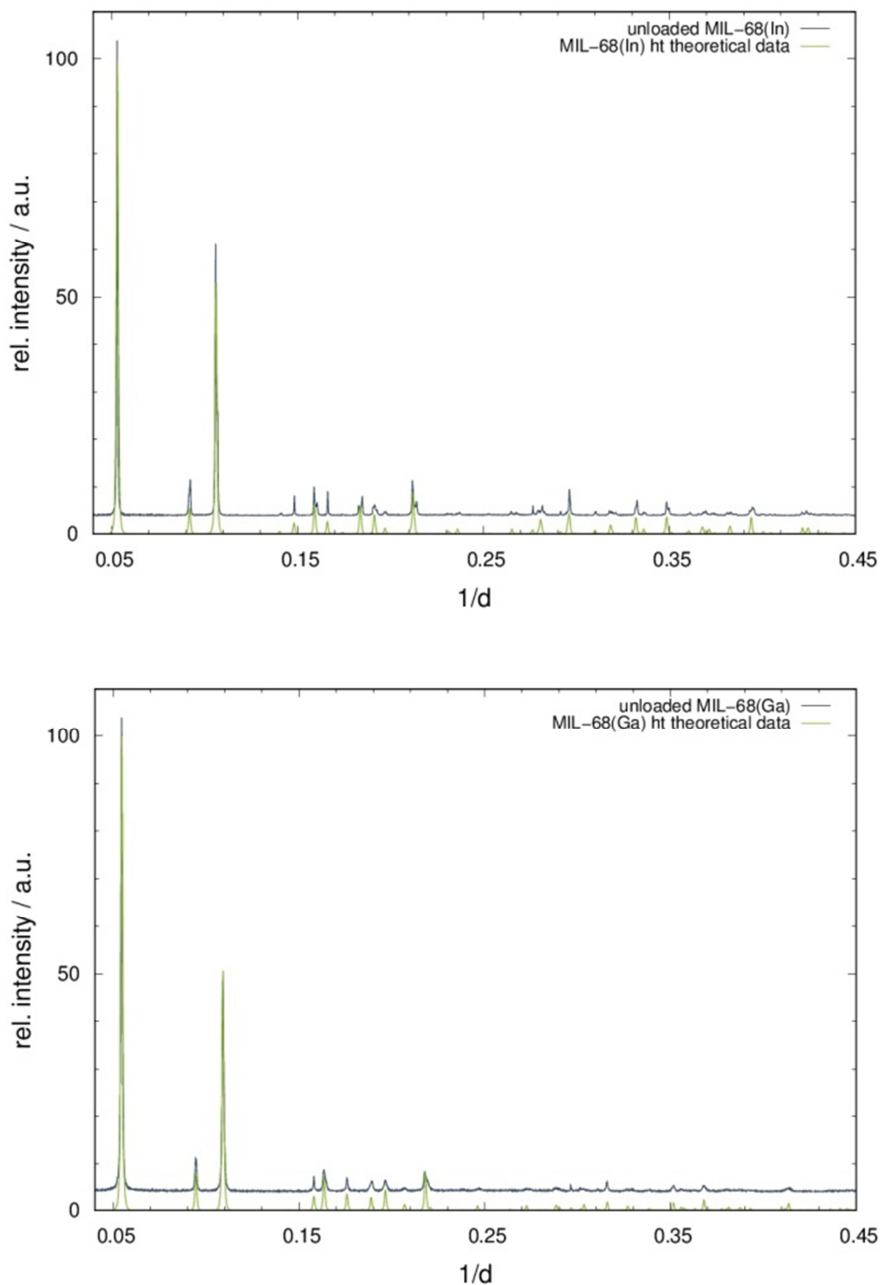 unloaded MIL−68(In)
MIL−68(In) ht theoretical data
100
50
0
rel. intensity / a.u.
0.05 0.15 0.25 0.35 0.45
1/d
unloaded MIL−68(Ga)
MIL−68(Ga) ht theoretical data
100
50
0
rel. intensity / a.u.
0.05 0.15 0.25 0.35 0.45
1/d